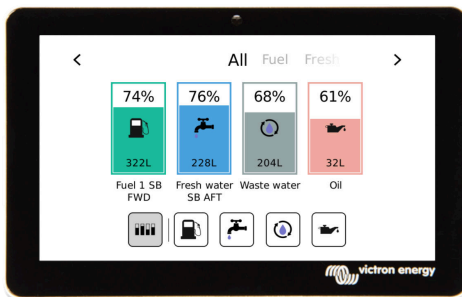 All Fuel Fresh
74% 76% 68% 61%
322L 228L 204L 32L
Fuel 1 SB Fresh water Waste water Oil
FWD SB AFT
victron energy